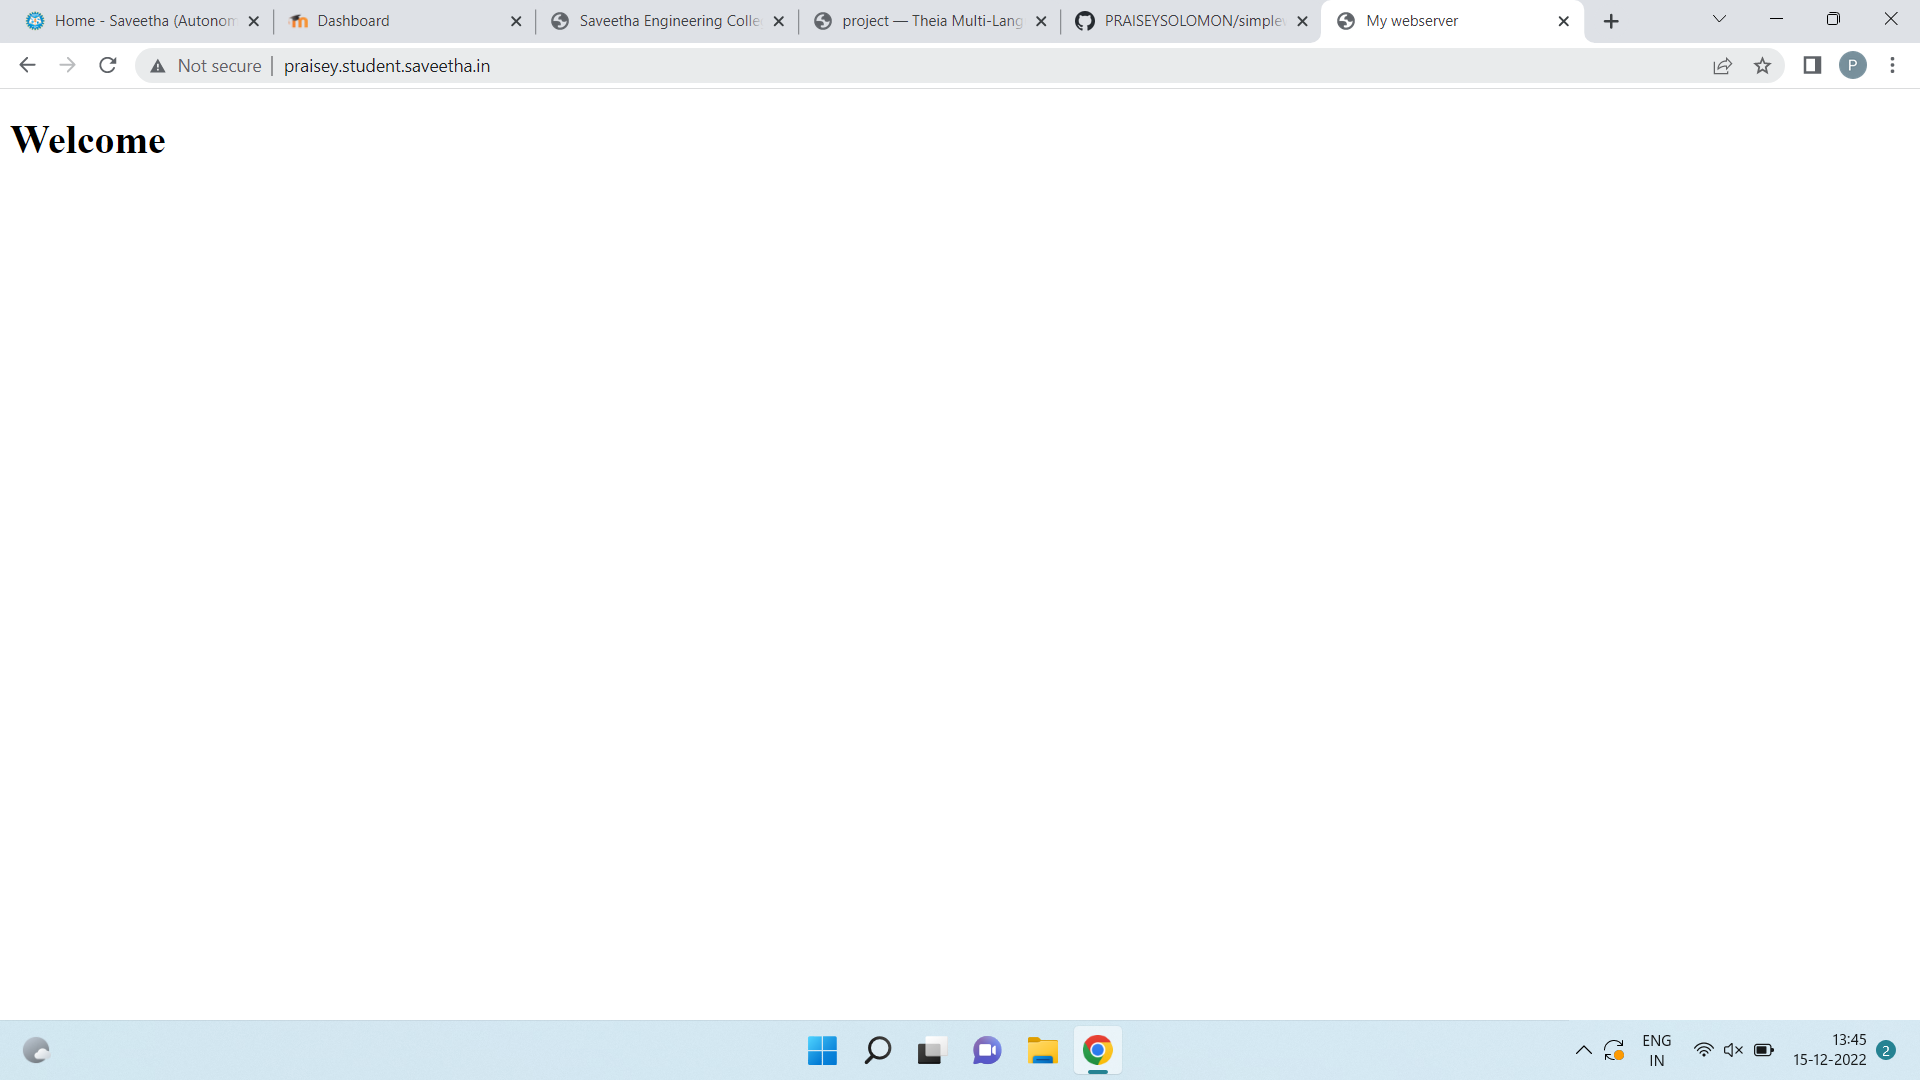 Home - Saveetha (Autonom
Dashboard
Saveetha Engineering Colle
project — Theia Multi-Lang
PRAISEYSOLOMON/simplew
My webserver
Not secure
praisey.student.saveetha.in
P
Welcome
ENG
IN
13:45
15-12-2022
2